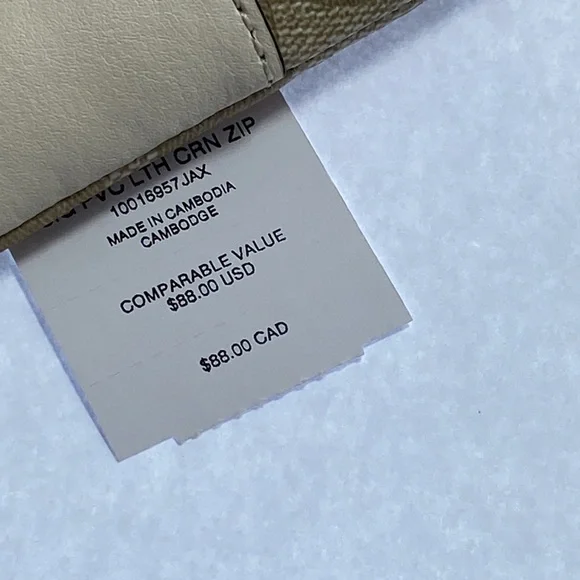 PVC LTH CRN ZIP
10016957JAX
MADE IN CAMBODIA
CAMBODGE
COMPARABLE VALUE
$88.00 USD
$88.00 CAD